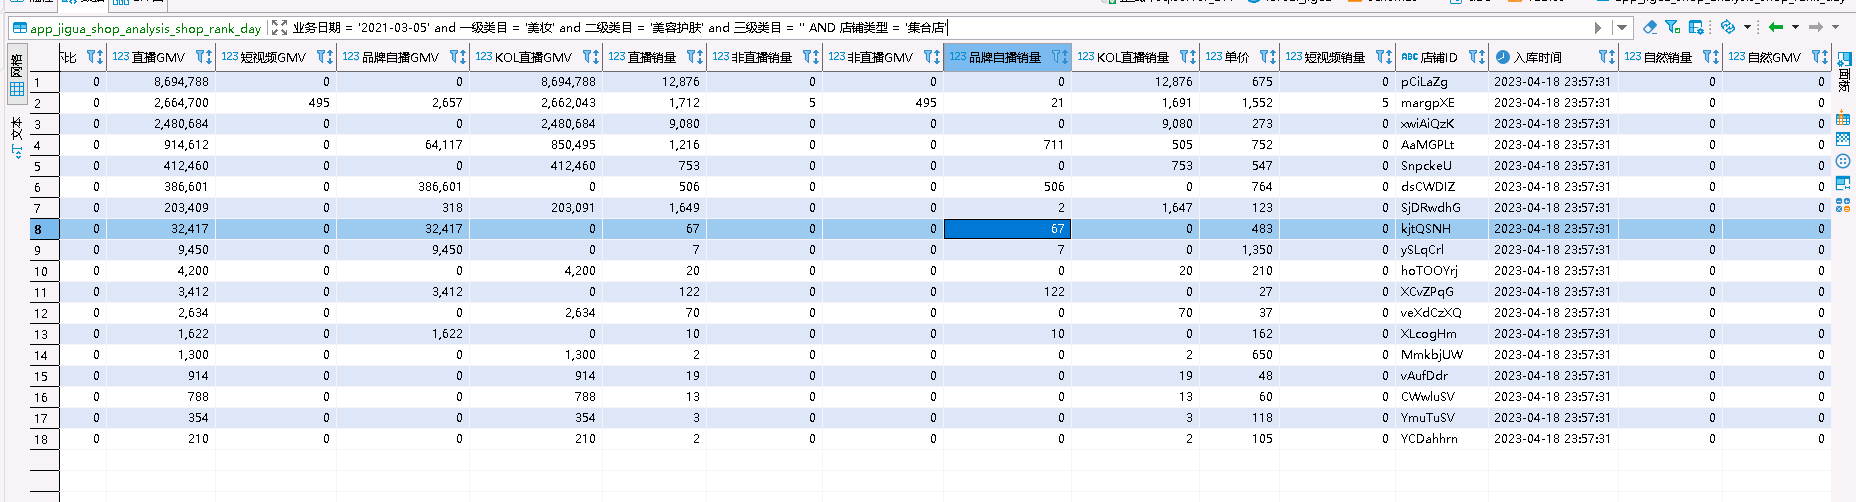 app_jigua_shop_analysis_shop_rank_day 业务日期 = '2021-03-05' and 一级类目 = '美妆' and 二级类目 = '美容护肤' and 三级类目 = '' AND 店铺类型 = '集合店'
网格
文本
比 123 直播GMV 123 短视频GMV 123 品牌自播GMV 123 KOL直播GMV 123 直播销量 123 非直播销量 123 非直播GMV 123 品牌自播销量 123 KOL直播销量 123 单价 123 短视频销量 ABC 店铺ID 入库时间 123 自然销量 123 自然GMV
1 0 8,694,788 0 0 8,694,788 12,876 0 0 0 12,876 675 0 pCiLaZg 2023-04-18 23:57:31 0 0
2 0 2,664,700 495 2,657 2,662,043 1,712 5 495 21 1,691 1,552 5 margpXE 2023-04-18 23:57:31 0 0
3 0 2,480,684 0 0 2,480,684 9,080 0 0 0 9,080 273 0 xwiAiQzK 2023-04-18 23:57:31 0 0
4 0 914,612 0 64,117 850,495 1,216 0 0 711 505 752 0 AaMGPLt 2023-04-18 23:57:31 0 0
5 0 412,460 0 0 412,460 753 0 0 0 753 547 0 SnpckeU 2023-04-18 23:57:31 0 0
6 0 386,601 0 386,601 0 506 0 0 506 0 764 0 dsCWDIZ 2023-04-18 23:57:31 0 0
7 0 203,409 0 318 203,091 1,649 0 0 2 1,647 123 0 SjDRwdhG 2023-04-18 23:57:31 0 0
8 0 32,417 0 32,417 0 67 0 0 67 0 483 0 kjtQSNH 2023-04-18 23:57:31 0 0
9 0 9,450 0 9,450 0 7 0 0 7 0 1,350 0 ySLqCrl 2023-04-18 23:57:31 0 0
10 0 4,200 0 0 4,200 20 0 0 0 20 210 0 hoTOOYrj 2023-04-18 23:57:31 0 0
11 0 3,412 0 3,412 0 122 0 0 122 0 27 0 XCvZPqG 2023-04-18 23:57:31 0 0
12 0 2,634 0 0 2,634 70 0 0 0 70 37 0 veXdCzXQ 2023-04-18 23:57:31 0 0
13 0 1,622 0 1,622 0 10 0 0 10 0 162 0 XLcogHm 2023-04-18 23:57:31 0 0
14 0 1,300 0 0 1,300 2 0 0 0 2 650 0 MmkbjUW 2023-04-18 23:57:31 0 0
15 0 914 0 0 914 19 0 0 0 19 48 0 vAufDdr 2023-04-18 23:57:31 0 0
16 0 788 0 0 788 13 0 0 0 13 60 0 CWwluSV 2023-04-18 23:57:31 0 0
17 0 354 0 0 354 3 0 0 0 3 118 0 YmuTuSV 2023-04-18 23:57:31 0 0
18 0 210 0 0 210 2 0 0 0 2 105 0 YCDahhrn 2023-04-18 23:57:31 0 0